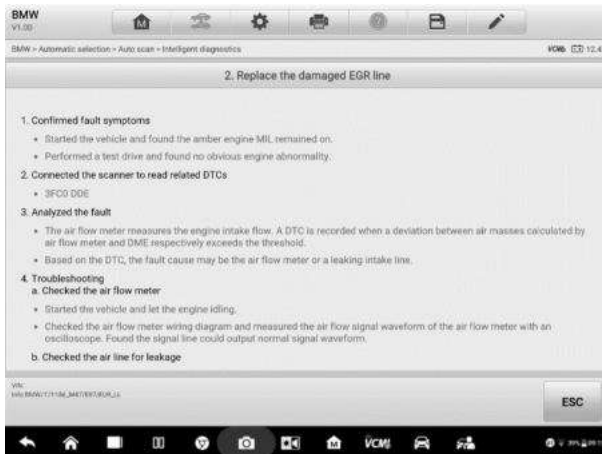 BMW
V1.00
BMW > Automatic selection > Auto scan > Intelligent diagnostics
VCMI 12.4
2. Replace the damaged EGR line
1. Confirmed fault symptoms
• Started the vehicle and found the amber engine MIL remained on.
• Performed a test drive and found no obvious engine abnormality.
2. Connected the scanner to read related DTCs
• 3FC0 DDE
3. Analyzed the fault
• The air flow meter measures the engine intake flow. A DTC is recorded when a deviation between air masses calculated by
air flow meter and DME respectively exceeds the threshold.
• Based on the DTC, the fault cause may be the air flow meter or a leaking intake line.
4. Troubleshooting
a. Checked the air flow meter
• Started the vehicle and let the engine idling.
• Checked the air flow meter wiring diagram and measured the air flow signal waveform of the air flow meter with an
oscilloscope. Found the signal line could output normal signal waveform.
b. Checked the air line for leakage
ESC
VCMI